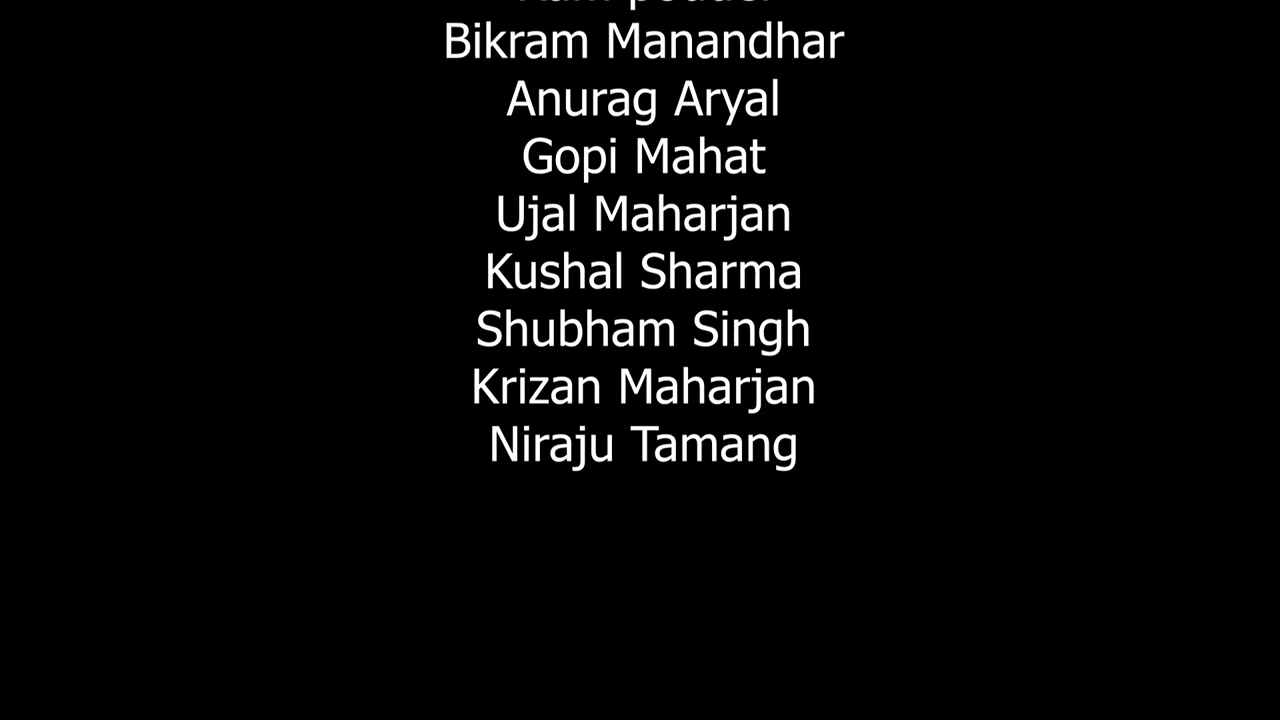 Bikram Manandhar
Anurag Aryal
Gopi Mahat
Ujal Maharjan
Kushal Sharma
Shubham Singh
Krizan Maharjan
Niraju Tamang